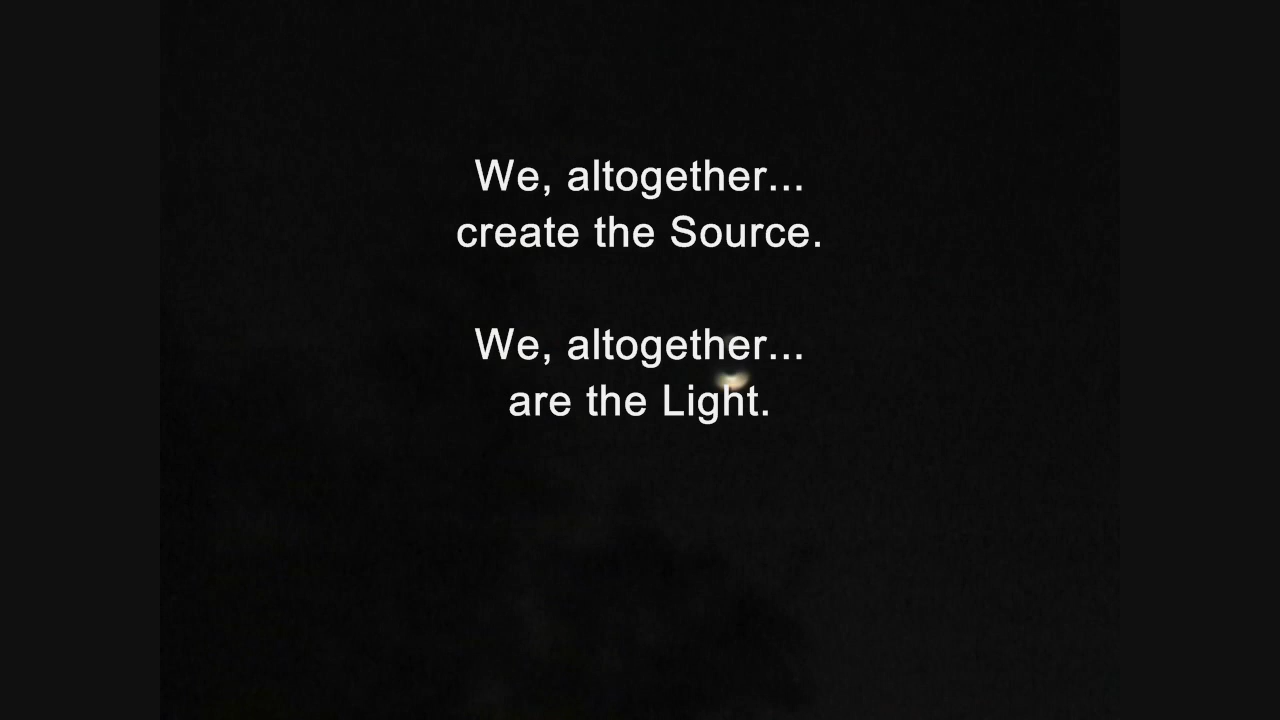 We, altogether...
create the Source.
We, altogether...
are the Light.